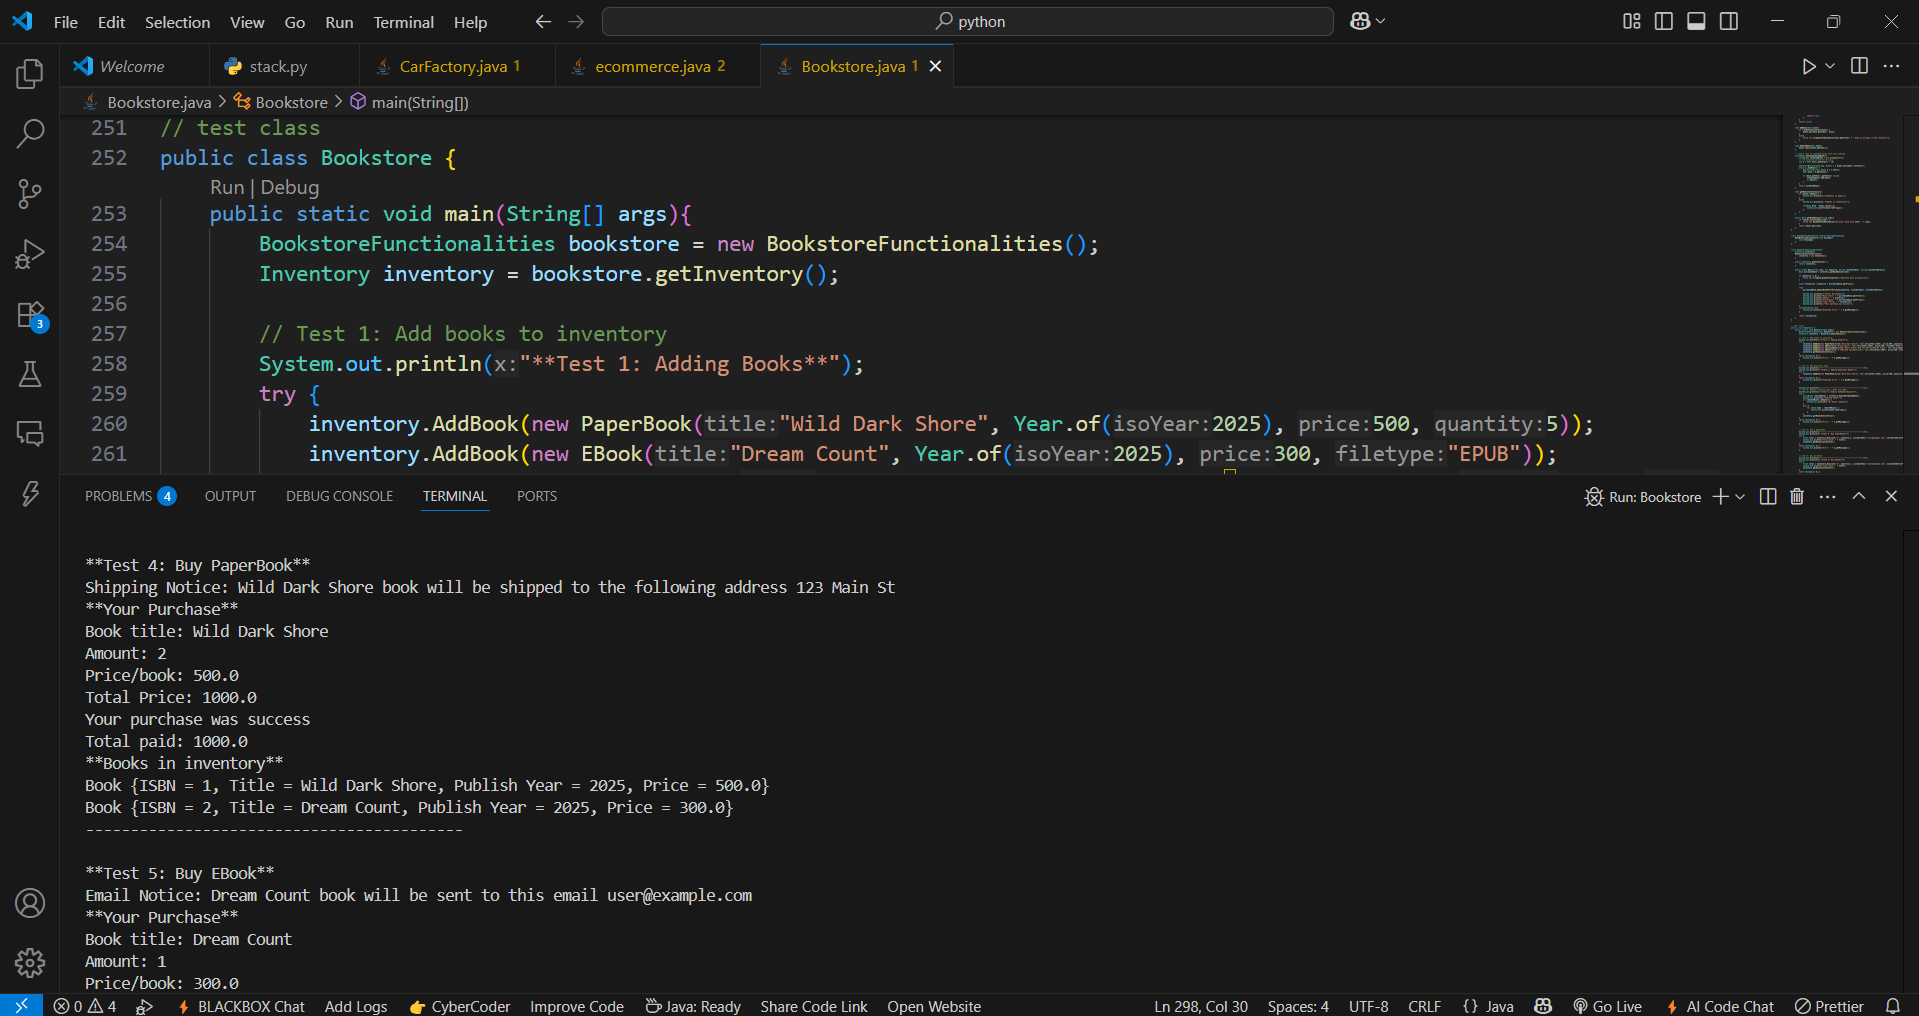 File Edit Selection View Go Run Terminal Help python
Welcome stack.py CarFactory.java 1 ecommerce.java 2 Bookstore.java 1
Bookstore.java > Bookstore > main(String[])
251 // test class
252 public class Bookstore {
Run | Debug
253 public static void main(String[] args){
254 BookstoreFunctionalities bookstore = new BookstoreFunctionalities();
255 Inventory inventory = bookstore.getInventory();
256
257 // Test 1: Add books to inventory
258 System.out.println(x:"**Test 1: Adding Books**");
259 try {
260 inventory.AddBook(new PaperBook(title:"Wild Dark Shore", Year.of(isoYear:2025), price:500, quantity:5));
261 inventory.AddBook(new EBook(title:"Dream Count", Year.of(isoYear:2025), price:300, filetype:"EPUB"));
PROBLEMS 4 OUTPUT DEBUG CONSOLE TERMINAL PORTS Run: Bookstore
**Test 4: Buy PaperBook**
Shipping Notice: Wild Dark Shore book will be shipped to the following address 123 Main St
**Your Purchase**
Book title: Wild Dark Shore
Amount: 2
Price/book: 500.0
Total Price: 1000.0
Your purchase was success
Total paid: 1000.0
**Books in inventory**
Book {ISBN = 1, Title = Wild Dark Shore, Publish Year = 2025, Price = 500.0}
Book {ISBN = 2, Title = Dream Count, Publish Year = 2025, Price = 300.0}
------------------------------------------
**Test 5: Buy EBook**
Email Notice: Dream Count book will be sent to this email user@example.com
**Your Purchase**
Book title: Dream Count
Amount: 1
Price/book: 300.0
3
0 4 BLACKBOX Chat Add Logs CyberCoder Improve Code Java: Ready Share Code Link Open Website Ln 298, Col 30 Spaces: 4 UTF-8 CRLF {} Java Go Live AI Code Chat Prettier